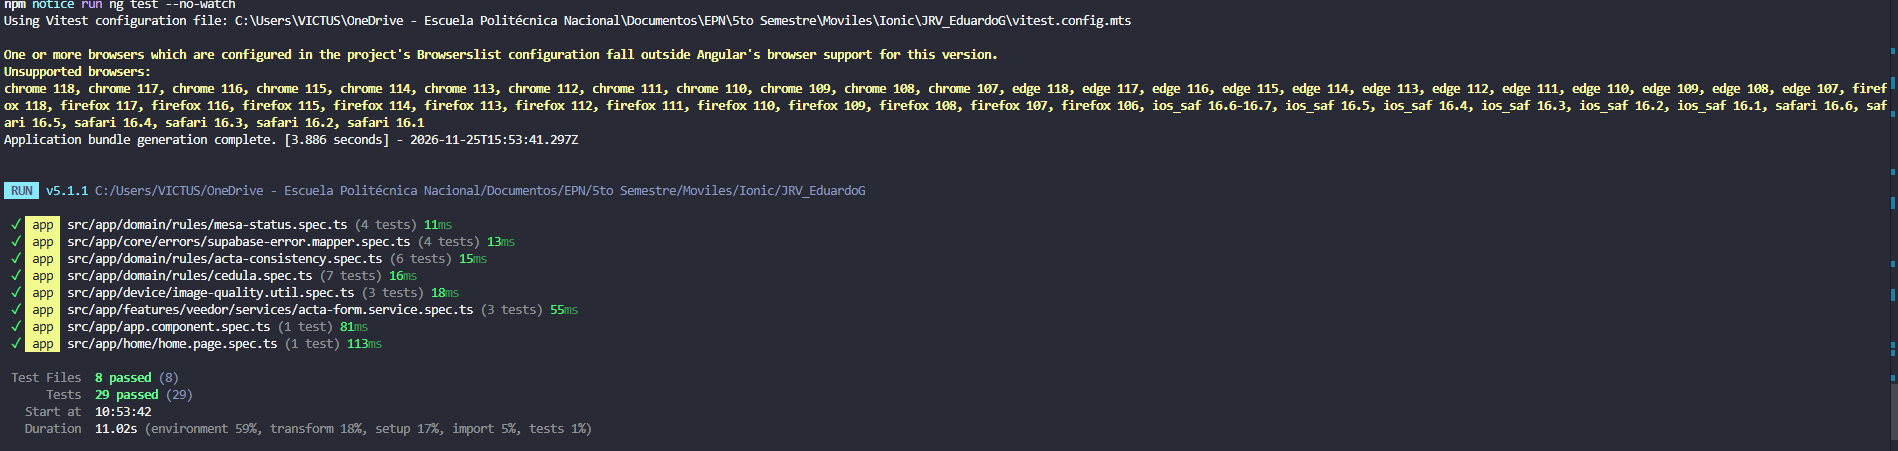 npm notice run ng test --no-watch
Using Vitest configuration file: C:\Users\VICTUS\OneDrive - Escuela Politécnica Nacional\Documentos\EPN\5to Semestre\Moviles\Ionic\JRV_EduardoG\vitest.config.mts
One or more browsers which are configured in the project's Browserslist configuration fall outside Angular's browser support for this version.
Unsupported browsers:
chrome 118, chrome 117, chrome 116, chrome 115, chrome 114, chrome 113, chrome 112, chrome 111, chrome 110, chrome 109, chrome 108, chrome 107, edge 118, edge 117, edge 116, edge 115, edge 114, edge 113, edge 112, edge 111, edge 110, edge 109, edge 108, edge 107, firef
ox 118, firefox 117, firefox 116, firefox 115, firefox 114, firefox 113, firefox 112, firefox 111, firefox 110, firefox 109, firefox 108, firefox 107, firefox 106, ios_saf 16.6-16.7, ios_saf 16.5, ios_saf 16.4, ios_saf 16.3, ios_saf 16.2, ios_saf 16.1, safari 16.6, saf
ari 16.5, safari 16.4, safari 16.3, safari 16.2, safari 16.1
Application bundle generation complete. [3.886 seconds] - 2026-11-25T15:53:41.297Z
RUN v5.1.1 C:/Users/VICTUS/OneDrive - Escuela Politécnica Nacional/Documentos/EPN/5to Semestre/Moviles/Ionic/JRV_EduardoG
✓ app src/app/domain/rules/mesa-status.spec.ts (4 tests) 11ms
✓ app src/app/core/errors/supabase-error.mapper.spec.ts (4 tests) 13ms
✓ app src/app/domain/rules/acta-consistency.spec.ts (6 tests) 15ms
✓ app src/app/domain/rules/cedula.spec.ts (7 tests) 16ms
✓ app src/app/device/image-quality.util.spec.ts (3 tests) 18ms
✓ app src/app/features/veedor/services/acta-form.service.spec.ts (3 tests) 55ms
✓ app src/app/app.component.spec.ts (1 test) 81ms
✓ app src/app/home/home.page.spec.ts (1 test) 113ms
Test Files 8 passed (8)
Tests 29 passed (29)
Start at 10:53:42
Duration 11.02s (environment 59%, transform 18%, setup 17%, import 5%, tests 1%)